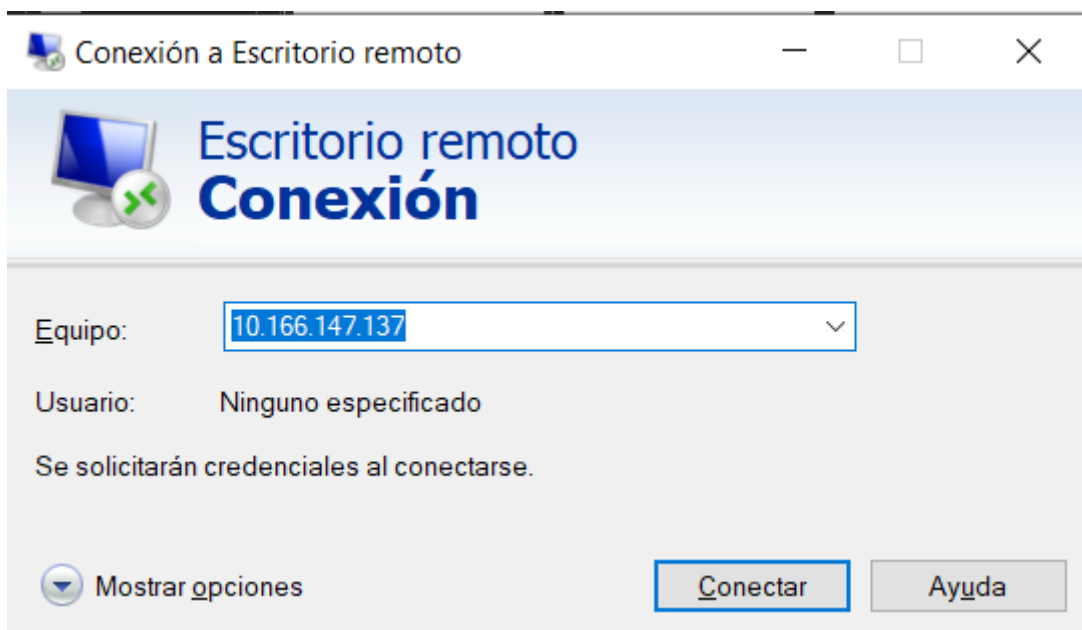 Conexión a Escritorio remoto
Escritorio remoto
Conexión
Equipo: 10.166.147.137
Usuario: Ninguno especificado
Se solicitarán credenciales al conectarse.
Mostrar opciones Conectar Ayuda